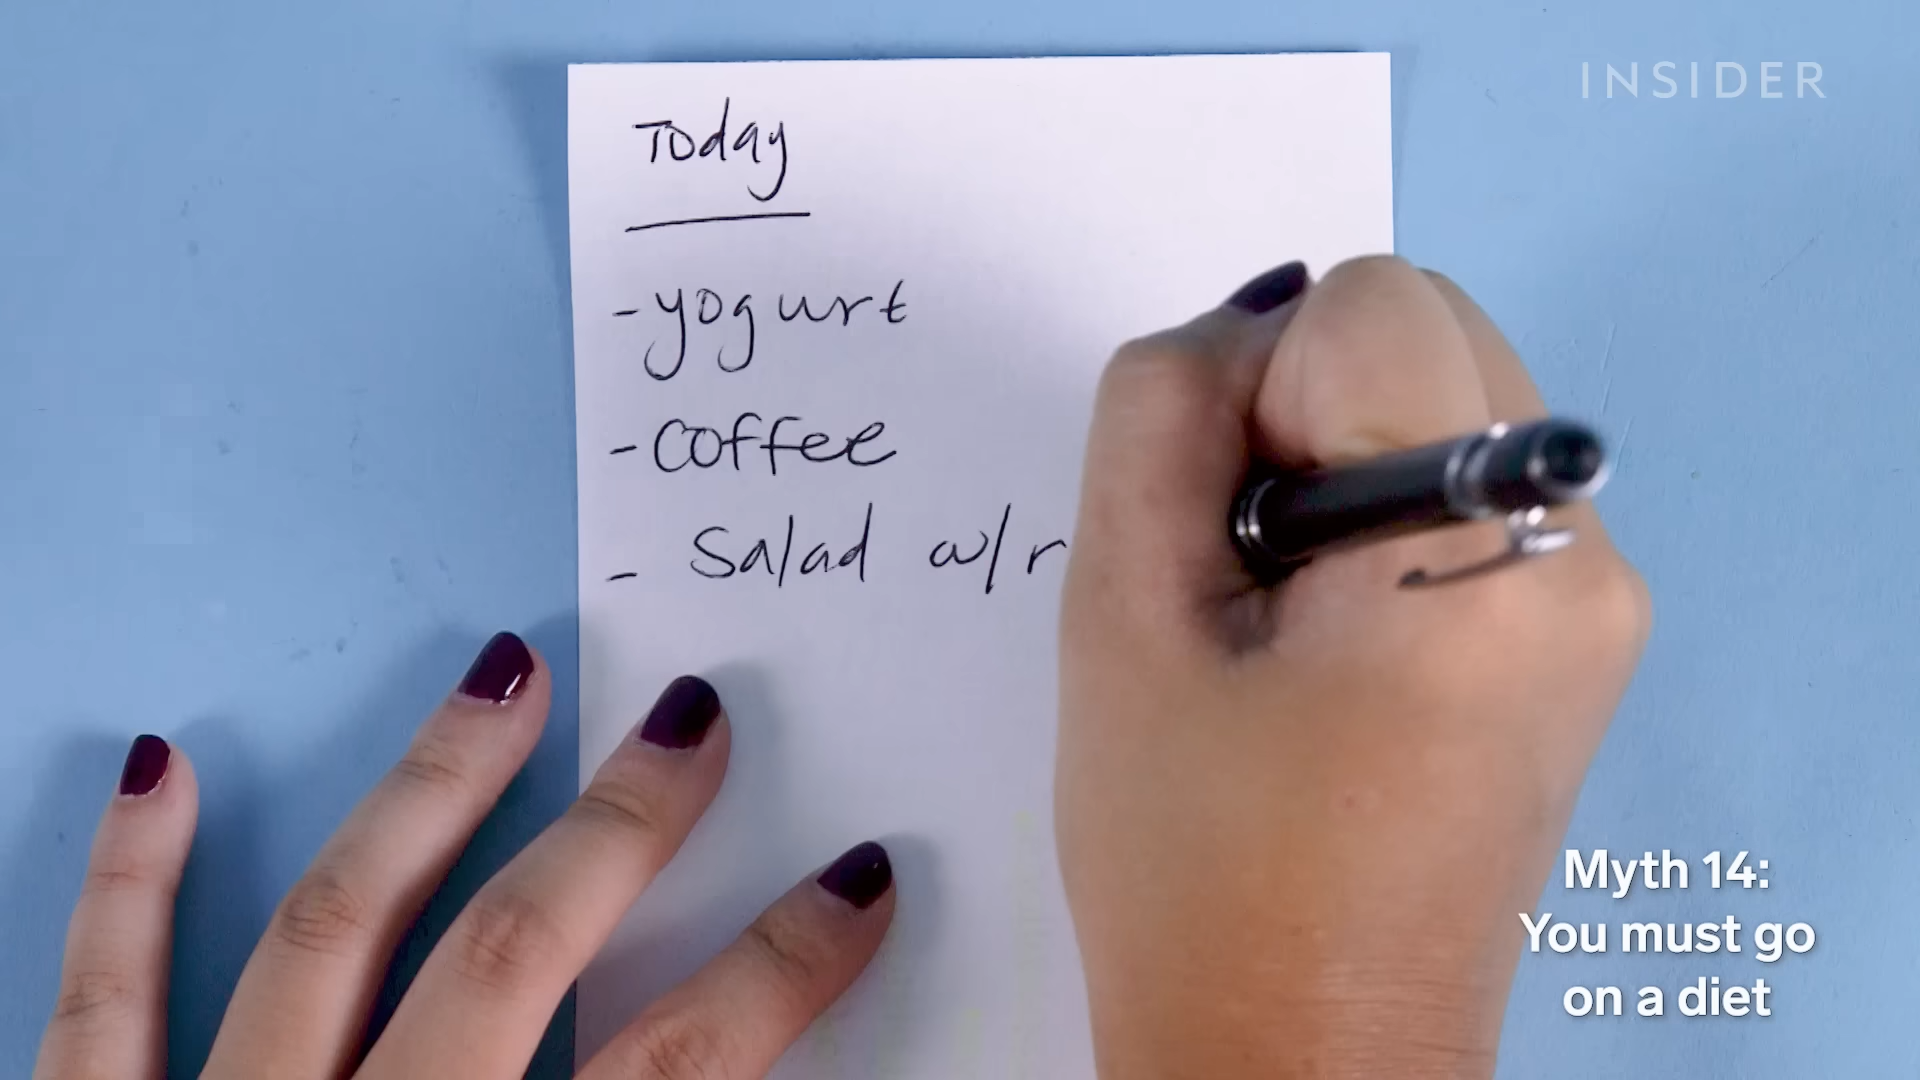 INSIDER
Today
- yogurt
- coffee
- Salad w/r
Myth 14:
You must go
on a diet